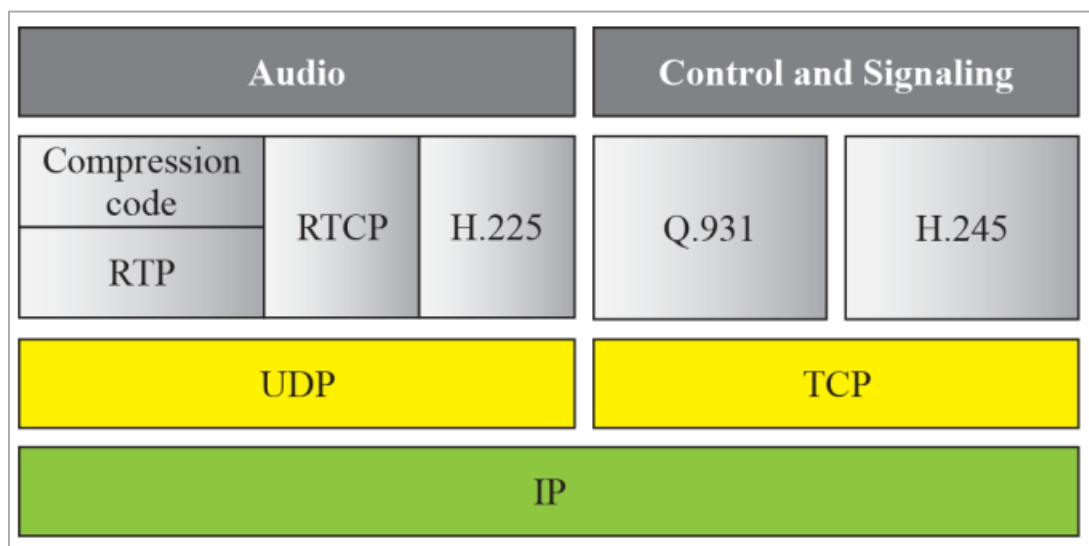 Audio
Control and Signaling
Compression
code
RTP
RTCP
H.225
Q.931
H.245
UDP
TCP
IP